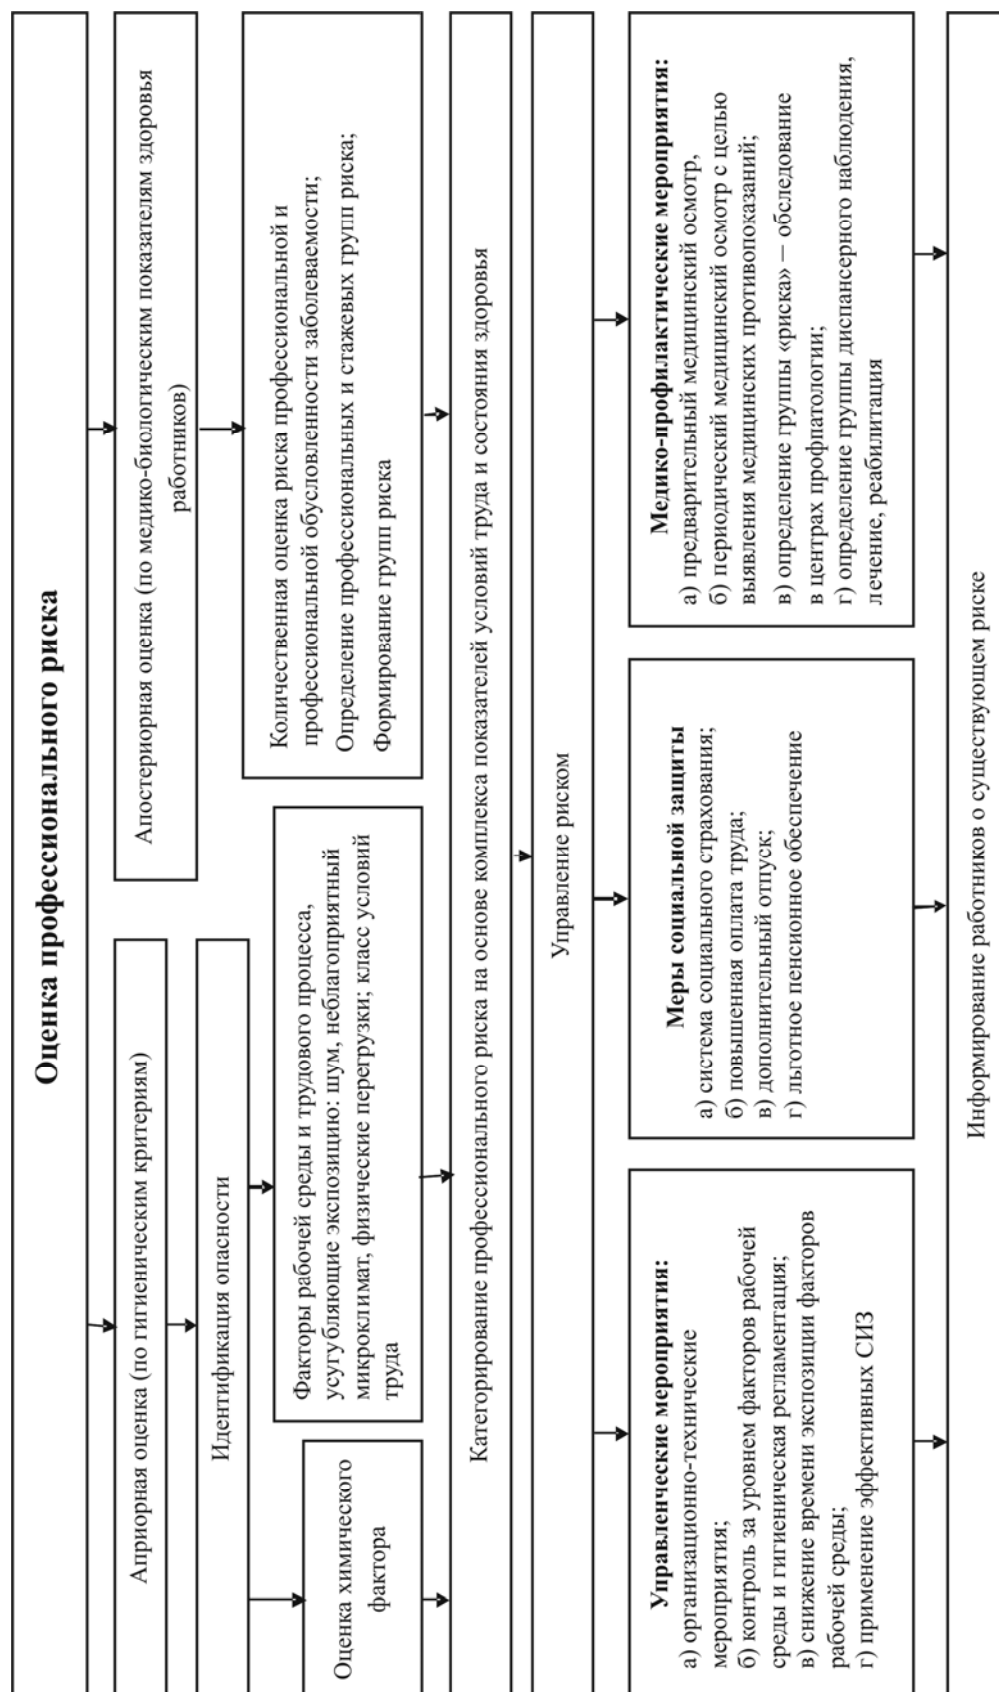 Оценка профессионального риска
Априорная оценка (по гигиеническим критериям)
Апостериорная оценка (по медико-биологическим показателям здоровья
работников)
Идентификация опасности
Оценка химического
фактора
Факторы рабочей среды и трудового процесса,
усугубляющие экспозицию: шум, неблагоприятный
микроклимат, физические перегрузки; класс условий
труда
Количественная оценка риска профессиональной и
профессиональной обусловленности заболеваемости;
Определение профессиональных и стажевых групп риска;
Формирование групп риска
Категорирование профессионального риска на основе комплекса показателей условий труда и состояния здоровья
Управление риском
Управленческие мероприятия:
а) организационно-технические
мероприятия;
б) контроль за уровнем факторов рабочей
среды и гигиеническая регламентация;
в) снижение времени экспозиции факторов
рабочей среды;
г) применение эффективных СИЗ
Меры социальной защиты
а) система социального страхования;
б) повышенная оплата труда;
в) дополнительный отпуск;
г) льготное пенсионное обеспечение
Медико-профилактические мероприятия:
а) предварительный медицинский осмотр,
б) периодический медицинский осмотр с целью
выявления медицинских противопоказаний;
в) определение группы «риска» — обследование
в центрах профпатологии;
г) определение группы диспансерного наблюдения,
лечение, реабилитация
Информирование работников о существующем риске